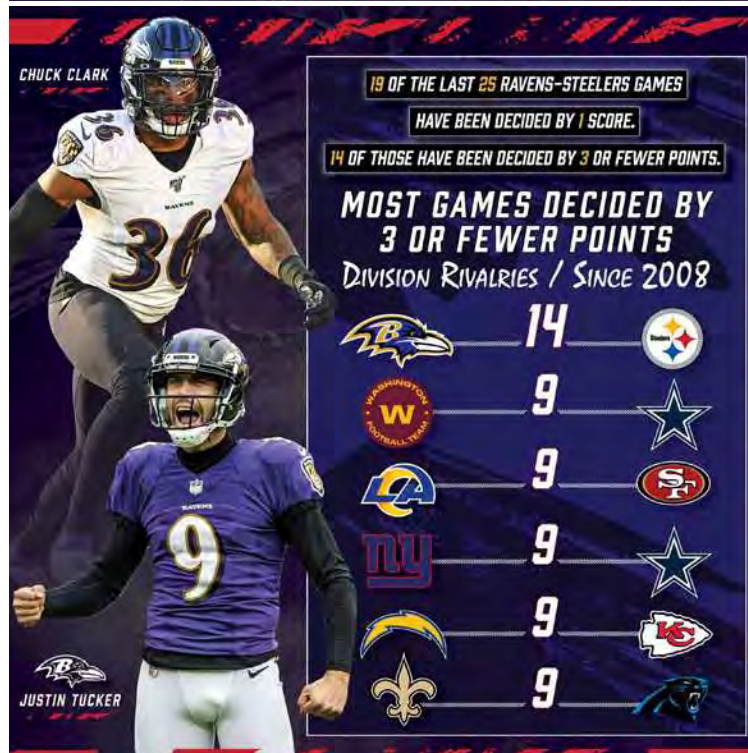 CHUCK CLARK
36
36
RAVENS
36
19 OF THE LAST 25 RAVENS-STEELERS GAMES
HAVE BEEN DECIDED BY 1 SCORE.
14 OF THOSE HAVE BEEN DECIDED BY 3 OR FEWER POINTS.
MOST GAMES DECIDED BY
3 OR FEWER POINTS
DIVISION RIVALRIES / SINCE 2008
B 14 Steelers
WASHINGTON W FOOTBALL TEAM 9
LA 9 SF
ny 9
9 KC
9
RAVENS
9
B
JUSTIN TUCKER